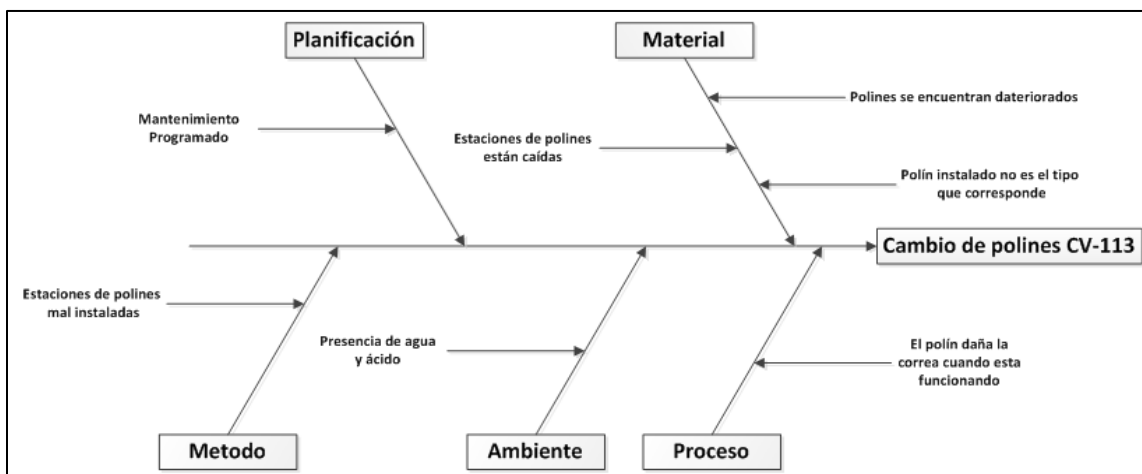 Planificación
Material
Polines se encuentran dateriorados
Mantenimiento
Programado
Estaciones de polines
están caídas
Polín instalado no es el tipo
que corresponde
Cambio de polines CV-113
Estaciones de polines
mal instaladas
Presencia de agua
y ácido
El polín daña la
correa cuando esta
funcionando
Metodo
Ambiente
Proceso